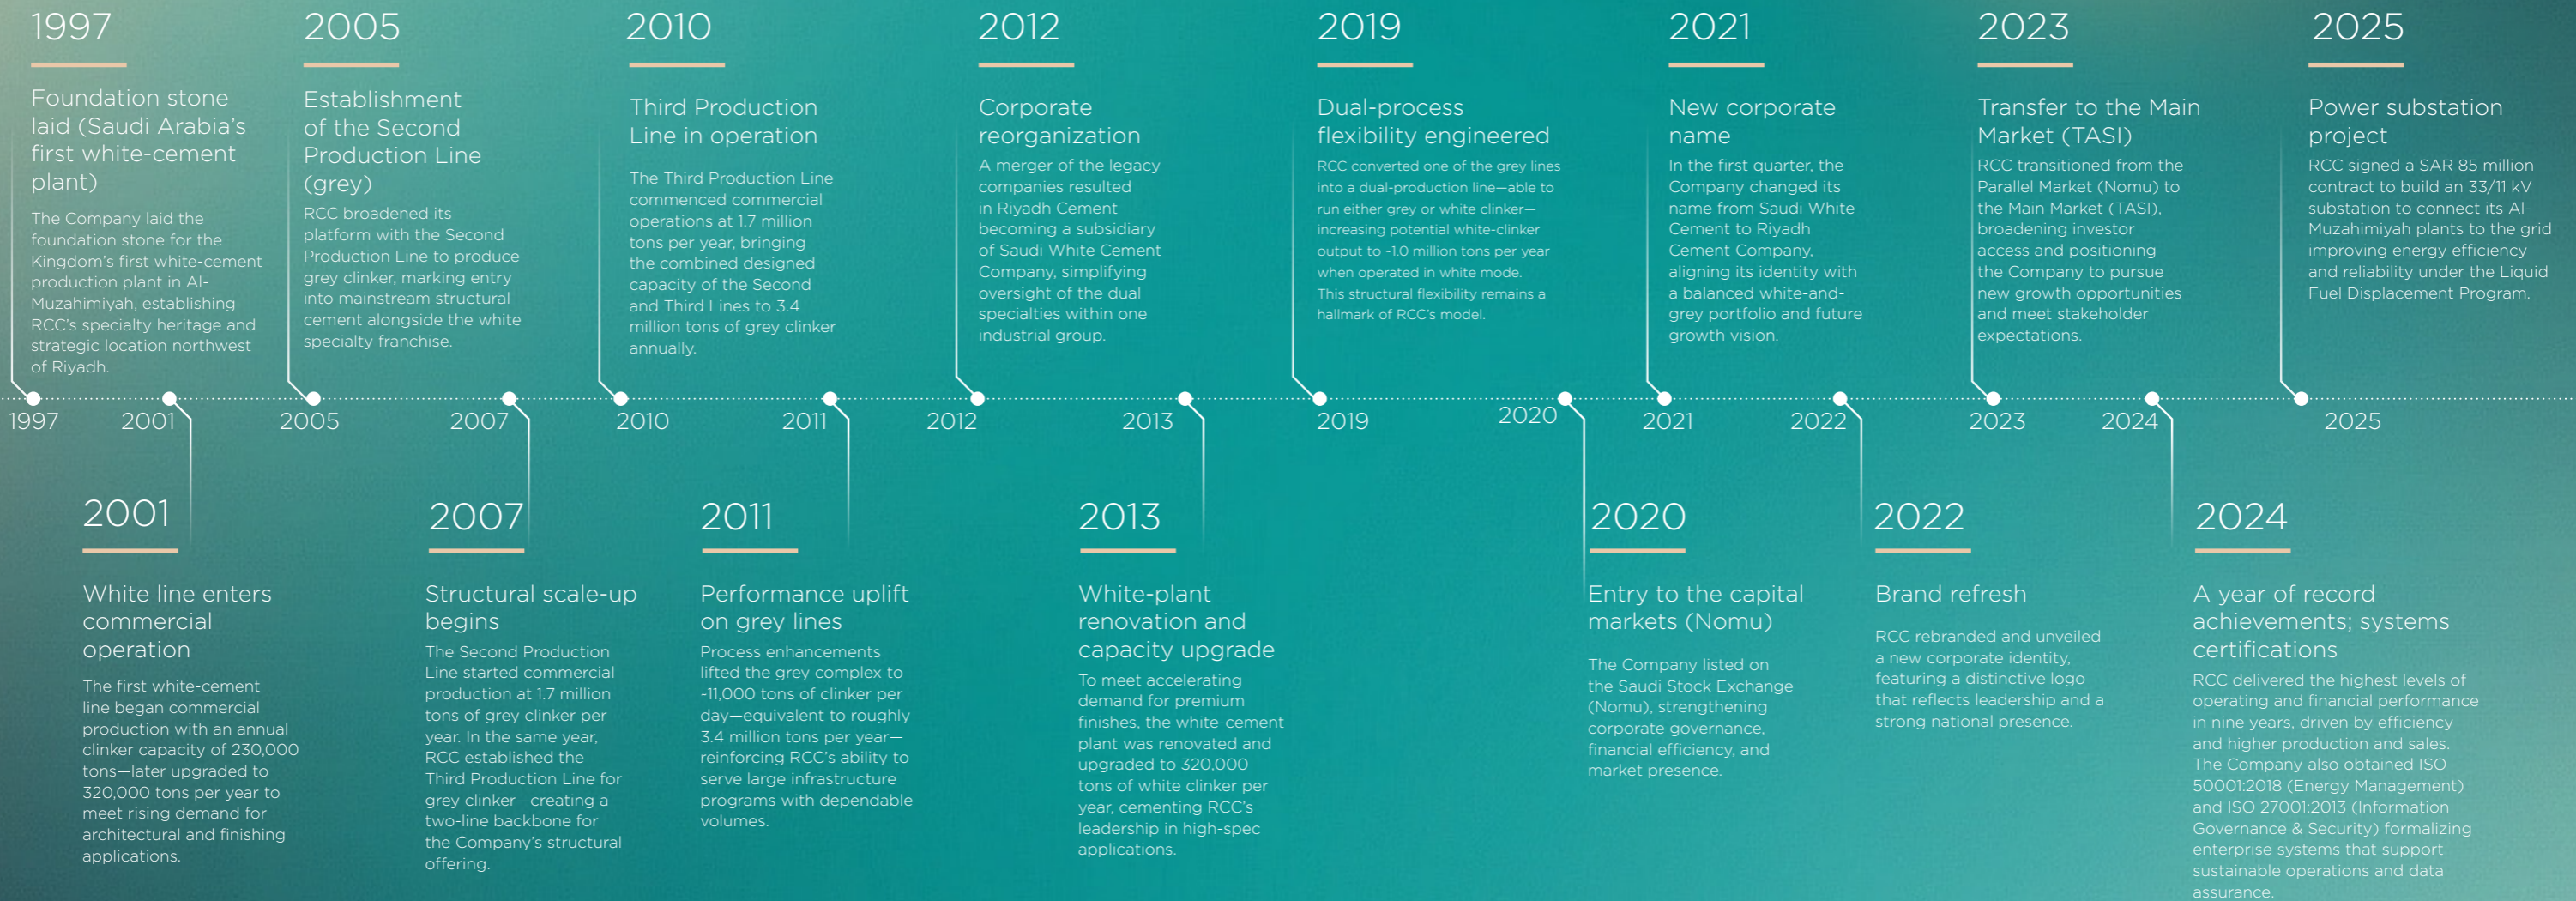 1997
Foundation stone
laid (Saudi Arabia's
first white-cement
plant)
The Company laid the
foundation stone for the
Kingdom's first white-cement
production plant in Al-
Muzahimiyah, establishing
RCC's specialty heritage and
strategic location northwest
of Riyadh.
2005
Establishment
of the Second
Production Line
(grey)
RCC broadened its
platform with the Second
Production Line to produce
grey clinker, marking entry
into mainstream structural
cement alongside the white
specialty franchise.
2010
Third Production
Line in operation
The Third Production Line
commenced commercial
operations at 1.7 million
tons per year, bringing
the combined designed
capacity of the Second
and Third Lines to 3.4
million tons of grey clinker
annually.
2012
Corporate
reorganization
A merger of the legacy
companies resulted
in Riyadh Cement
becoming a subsidiary
of Saudi White Cement
Company, simplifying
oversight of the dual
specialties within one
industrial group.
2019
Dual-process
flexibility engineered
RCC converted one of the grey lines
into a dual-production line—able to
run either grey or white clinker—
increasing potential white-clinker
output to ~1.0 million tons per year
when operated in white mode.
This structural flexibility remains a
hallmark of RCC's model.
2021
New corporate
name
In the first quarter, the
Company changed its
name from Saudi White
Cement to Riyadh
Cement Company,
aligning its identity with
a balanced white-and-
grey portfolio and future
growth vision.
2023
Transfer to the Main
Market (TASI)
RCC transitioned from the
Parallel Market (Nomu) to
the Main Market (TASI),
broadening investor
access and positioning
the Company to pursue
new growth opportunities
and meet stakeholder
expectations.
2025
Power substation
project
RCC signed a SAR 85 million
contract to build an 33/11 kV
substation to connect its Al-
Muzahimiyah plants to the grid
improving energy efficiency
and reliability under the Liquid
Fuel Displacement Program.
1997
2001
2005
2007
2010
2011
2012
2013
2019
2020
2021
2022
2023
2024
2025
2001
White line enters
commercial
operation
The first white-cement
line began commercial
production with an annual
clinker capacity of 230,000
tons—later upgraded to
320,000 tons per year to
meet rising demand for
architectural and finishing
applications.
2007
Structural scale-up
begins
The Second Production
Line started commercial
production at 1.7 million
tons of grey clinker per
year. In the same year,
RCC established the
Third Production Line for
grey clinker—creating a
two-line backbone for
the Company's structural
offering.
2011
Performance uplift
on grey lines
Process enhancements
lifted the grey complex to
~11,000 tons of clinker per
day—equivalent to roughly
3.4 million tons per year—
reinforcing RCC's ability to
serve large infrastructure
programs with dependable
volumes.
2013
White-plant
renovation and
capacity upgrade
To meet accelerating
demand for premium
finishes, the white-cement
plant was renovated and
upgraded to 320,000
tons of white clinker per
year, cementing RCC's
leadership in high-spec
applications.
2020
Entry to the capital
markets (Nomu)
The Company listed on
the Saudi Stock Exchange
(Nomu), strengthening
corporate governance,
financial efficiency, and
market presence.
2022
Brand refresh
RCC rebranded and unveiled
a new corporate identity,
featuring a distinctive logo
that reflects leadership and a
strong national presence.
2024
A year of record
achievements; systems
certifications
RCC delivered the highest levels of
operating and financial performance
in nine years, driven by efficiency
and higher production and sales.
The Company also obtained ISO
50001:2018 (Energy Management)
and ISO 27001:2013 (Information
Governance & Security) formalizing
enterprise systems that support
sustainable operations and data
assurance.